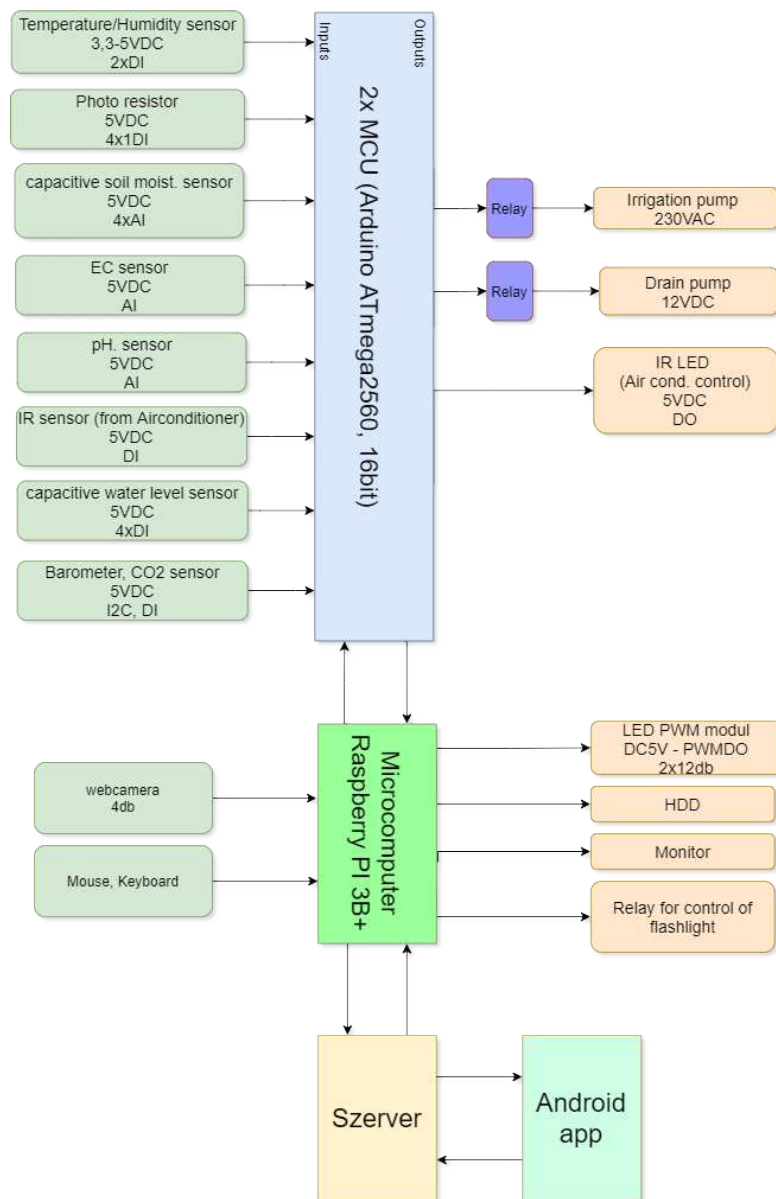 Temperature/Humidity sensor
3,3-5VDC
2xDI
Photo resistor
5VDC
4x1DI
capacitive soil moist. sensor
5VDC
4xAI
EC sensor
5VDC
AI
pH. sensor
5VDC
AI
IR sensor (from Airconditioner)
5VDC
DI
capacitive water level sensor
5VDC
4xDI
Barometer, CO2 sensor
5VDC
I2C, DI
Inputs
Outputs
2x MCU (Arduino ATmega2560,
16bit)
Relay
Irrigation pump
230VAC
Relay
Drain pump
12VDC
IR LED
(Air cond. control)
5VDC
DO
webcamera
4db
Mouse, Keyboard
Microcomputer
Raspberry PI 3B+
LED PWM modul
DC5V - PWMDO
2x12db
HDD
Monitor
Relay for control of
flashlight
Szerver
Android
app